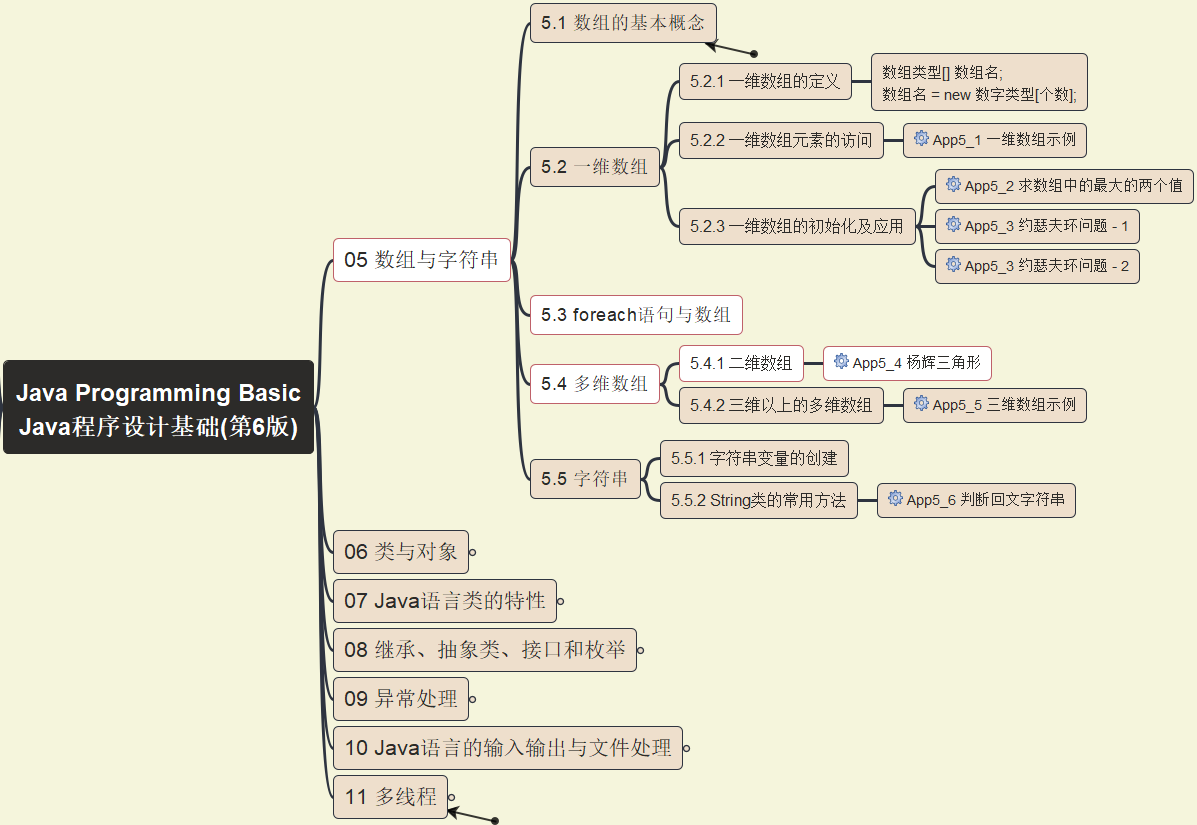 Java Programming Basic
Java程序设计基础(第6版)
05 数组与字符串
5.1 数组的基本概念
5.2 一维数组
5.2.1 一维数组的定义
数组类型[] 数组名;
数组名 = new 数字类型[个数];
5.2.2 一维数组元素的访问
App5_1 一维数组示例
5.2.3 一维数组的初始化及应用
App5_2 求数组中的最大的两个值
App5_3 约瑟夫环问题 - 1
App5_3 约瑟夫环问题 - 2
5.3 foreach语句与数组
5.4 多维数组
5.4.1 二维数组
App5_4 杨辉三角形
5.4.2 三维以上的多维数组
App5_5 三维数组示例
5.5 字符串
5.5.1 字符串变量的创建
5.5.2 String类的常用方法
App5_6 判断回文字符串
06 类与对象
07 Java语言类的特性
08 继承、抽象类、接口和枚举
09 异常处理
10 Java语言的输入输出与文件处理
11 多线程